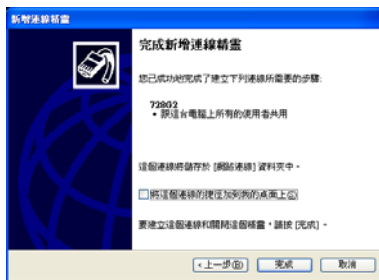 新增連線精靈
完成新增連線精靈
您已成功地完成了建立下列連線所需要的步驟:
728G2
• 跟這台電腦上所有的使用者共用
這個連線將儲存於 [網路連線] 資料夾中。
將這個連線的捷徑加到我的桌面上(S)
要建立這個連線和關閉這個精靈,請按 [完成]。
<上一步(B)
完成
取消